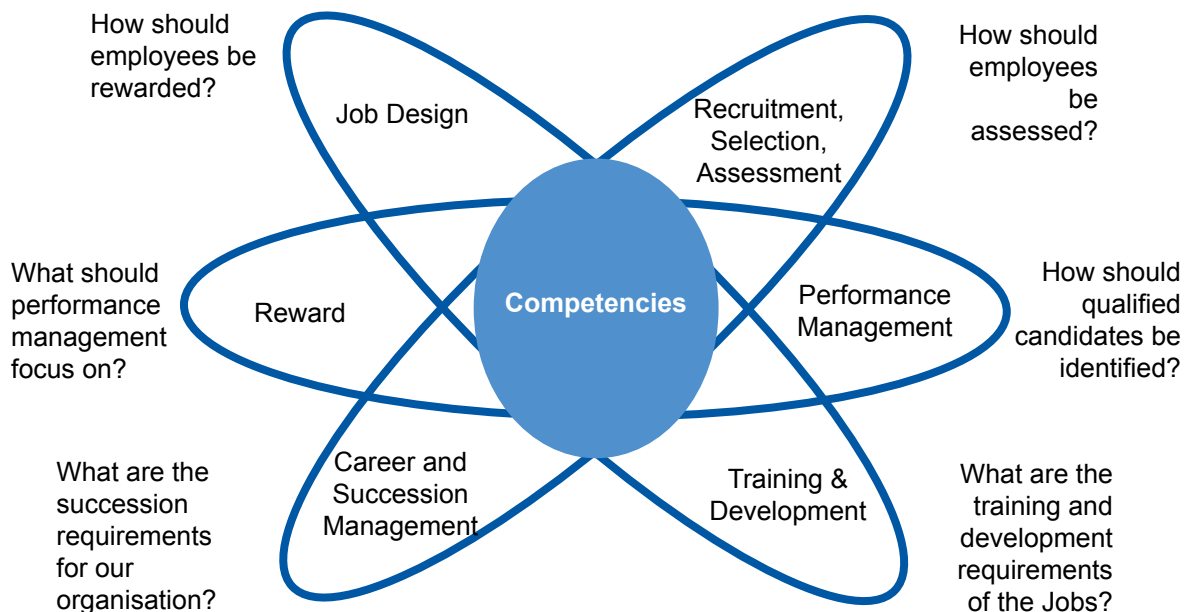 How should
employees be
rewarded?
Job Design
Recruitment,
Selection,
Assessment
How should
employees
be
assessed?
What should
performance
management
focus on?
Reward
Competencies
Performance
Management
How should
qualified
candidates be
identified?
What are the
succession
requirements
for our
organisation?
Career and
Succession
Management
Training &
Development
What are the
training and
development
requirements
of the Jobs?